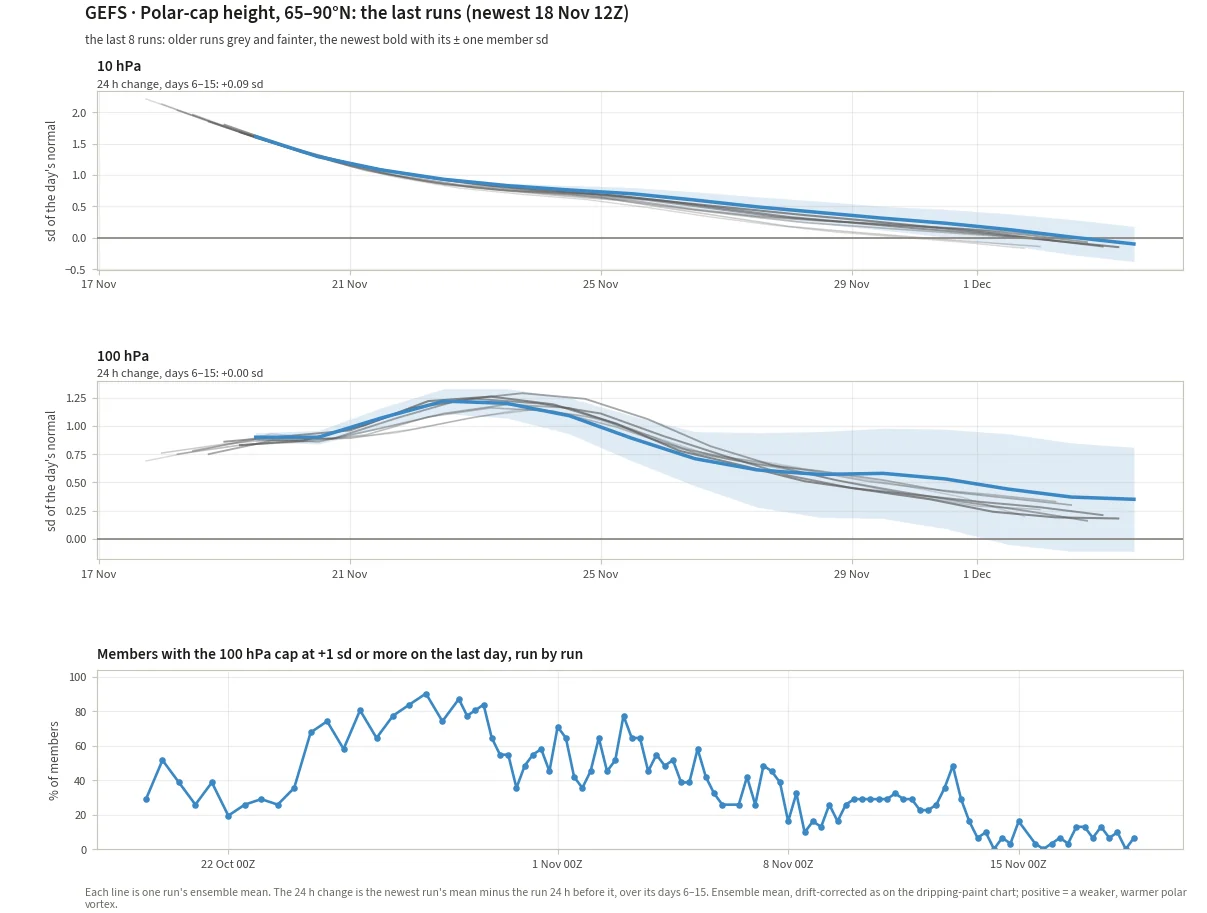 GEFS · Polar-cap height, 65–90°N: the last runs (newest 18 Nov 12Z)
the last 8 runs: older runs grey and fainter, the newest bold with its ± one member sd
10 hPa
24 h change, days 6–15: +0.09 sd
sd of the day's normal
2.0
1.5
1.0
0.5
0.0
−0.5
17 Nov 21 Nov 25 Nov 29 Nov 1 Dec
100 hPa
24 h change, days 6–15: +0.00 sd
sd of the day's normal
1.25
1.00
0.75
0.50
0.25
0.00
17 Nov 21 Nov 25 Nov 29 Nov 1 Dec
Members with the 100 hPa cap at +1 sd or more on the last day, run by run
% of members
100
80
60
40
20
0
22 Oct 00Z 1 Nov 00Z 8 Nov 00Z 15 Nov 00Z
Each line is one run's ensemble mean. The 24 h change is the newest run's mean minus the run 24 h before it, over its days 6–15. Ensemble mean, drift-corrected as on the dripping-paint chart; positive = a weaker, warmer polar
vortex.